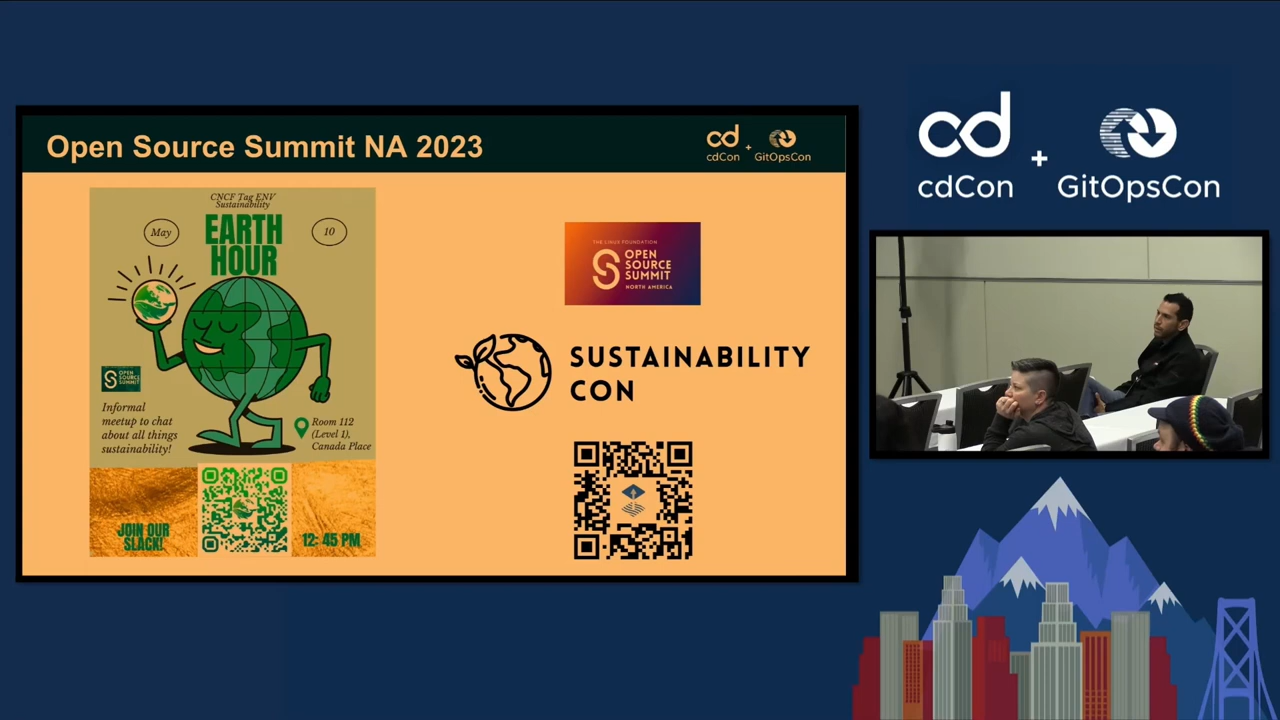 Open Source Summit NA 2023
cdCon + GitOpsCon
CNCF Tag ENV
Sustainability
May
EARTH
HOUR
10
OPEN
SOURCE
SUMMIT
Informal
meetup to chat
about all things
sustainability!
Room 112
(Level 1),
Canada Place
JOIN OUR
SLACK!
12: 45 PM
THE LINUX FOUNDATION
OPEN
SOURCE
SUMMIT
NORTH AMERICA
SUSTAINABILITY
CON
cd
cdCon + GitOpsCon